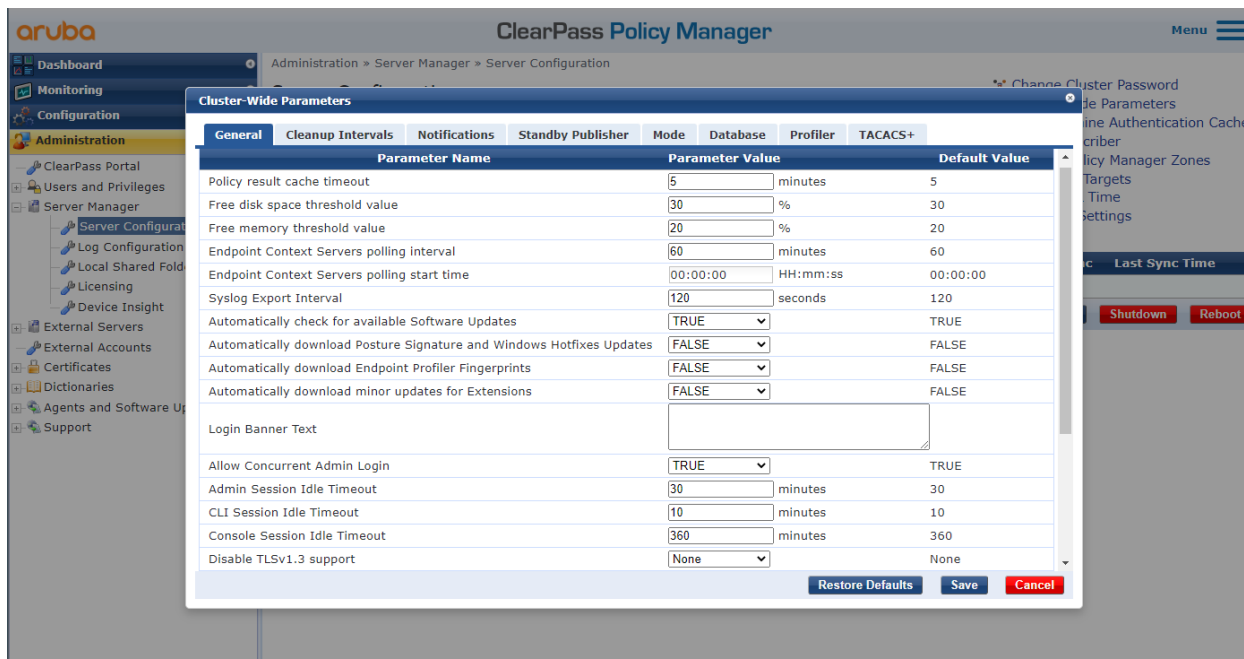 aruba
ClearPass Policy Manager
Menu
Dashboard
Monitoring
Configuration
Administration
ClearPass Portal
Users and Privileges
Server Manager
Server Configurat
Log Configuration
Local Shared Fold
Licensing
Device Insight
External Servers
External Accounts
Certificates
Dictionaries
Agents and Software Up
Support
Administration » Server Manager » Server Configuration
Change Cluster Password
de Parameters
ine Authentication Cache
criber
licy Manager Zones
Targets
Time
Settings
Last Sync Time
Shutdown Reboot
Cluster-Wide Parameters
General Cleanup Intervals Notifications Standby Publisher Mode Database Profiler TACACS+
Parameter Name Parameter Value Default Value
Policy result cache timeout 5 minutes 5
Free disk space threshold value 30 % 30
Free memory threshold value 20 % 20
Endpoint Context Servers polling interval 60 minutes 60
Endpoint Context Servers polling start time 00:00:00 HH:mm:ss 00:00:00
Syslog Export Interval 120 seconds 120
Automatically check for available Software Updates TRUE TRUE
Automatically download Posture Signature and Windows Hotfixes Updates FALSE FALSE
Automatically download Endpoint Profiler Fingerprints FALSE FALSE
Automatically download minor updates for Extensions FALSE FALSE
Login Banner Text
Allow Concurrent Admin Login TRUE TRUE
Admin Session Idle Timeout 30 minutes 30
CLI Session Idle Timeout 10 minutes 10
Console Session Idle Timeout 360 minutes 360
Disable TLSv1.3 support None None
Restore Defaults Save Cancel